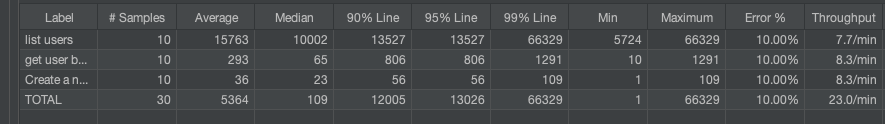 Label # Samples Average Median 90% Line 95% Line 99% Line Min Maximum Error % Throughput
list users 10 15763 10002 13527 13527 66329 5724 66329 10.00% 7.7/min
get user b... 10 293 65 806 806 1291 10 1291 10.00% 8.3/min
Create a n... 10 36 23 56 56 109 1 109 10.00% 8.3/min
TOTAL 30 5364 109 12005 13026 66329 1 66329 10.00% 23.0/min